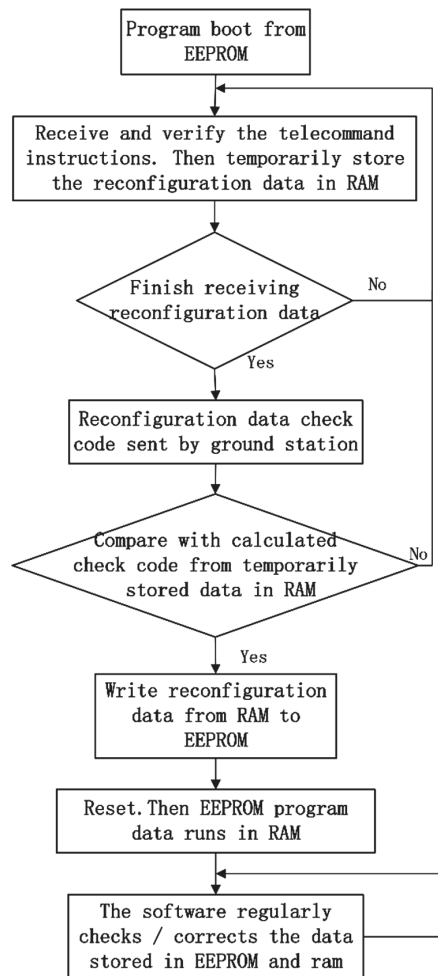 Program boot from
EEPROM
Receive and verify the telecommand
instructions. Then temporarily store
the reconfiguration data in RAM
Finish receiving
reconfiguration data
No
Yes
Reconfiguration data check
code sent by ground station
Compare with calculated
check code from temporarily
stored data in RAM
No
Yes
Write reconfiguration
data from RAM to
EEPROM
Reset. Then EEPROM program
data runs in RAM
The software regularly
checks / corrects the data
stored in EEPROM and ram